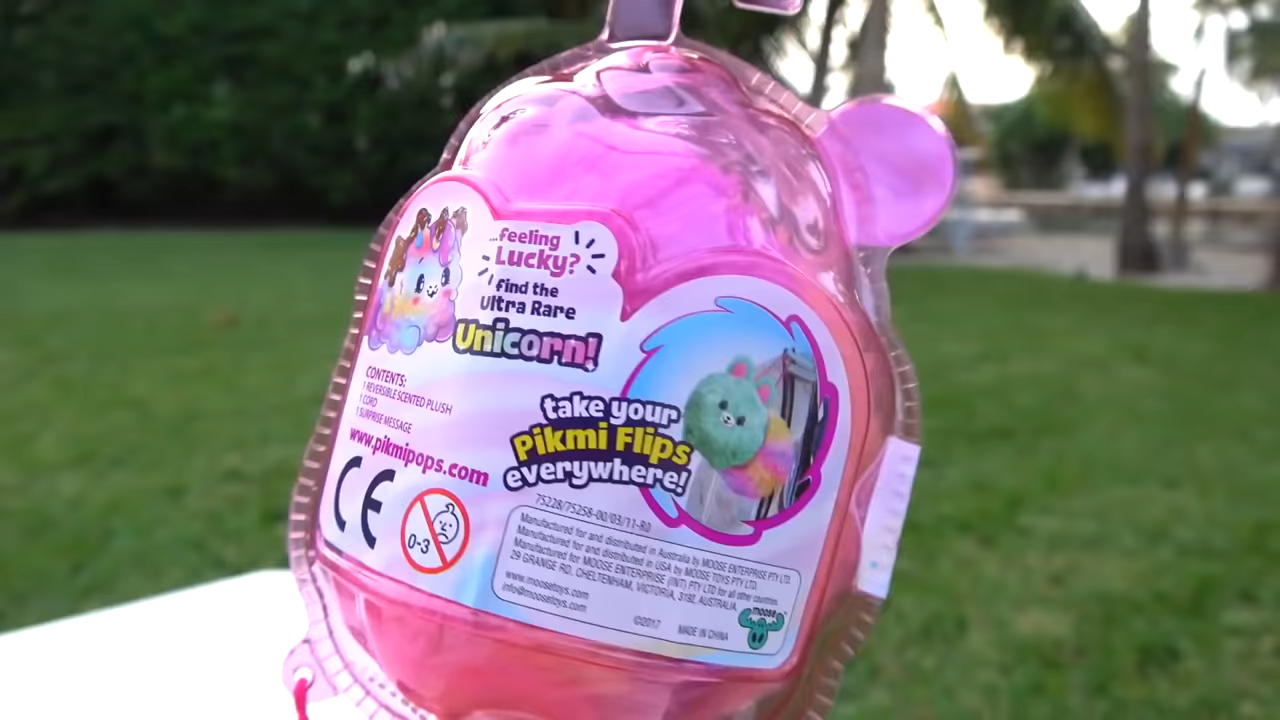 ...feeling
Lucky?
find the
Ultra Rare
Unicorn!
CONTENTS:
1 REVERSIBLE SCENTED PLUSH
1 CORD
1 SURPRISE MESSAGE
www.pikmipops.com
CE
0-3
take your
Pikmi Flips
everywhere!
75228/75258-00/03/11-R0
Manufactured for and distributed in Australia by MOOSE ENTERPRISE PTY LTD.
Manufactured for and distributed in USA by MOOSE TOYS PTY LTD.
Manufactured for MOOSE ENTERPRISE (INT) PTY LTD for all other countries.
29 GRANGE RD, CHELTENHAM, VICTORIA, 3192, AUSTRALIA.
www.moosetoys.com
info@moosetoys.com
©2017 MADE IN CHINA
moose